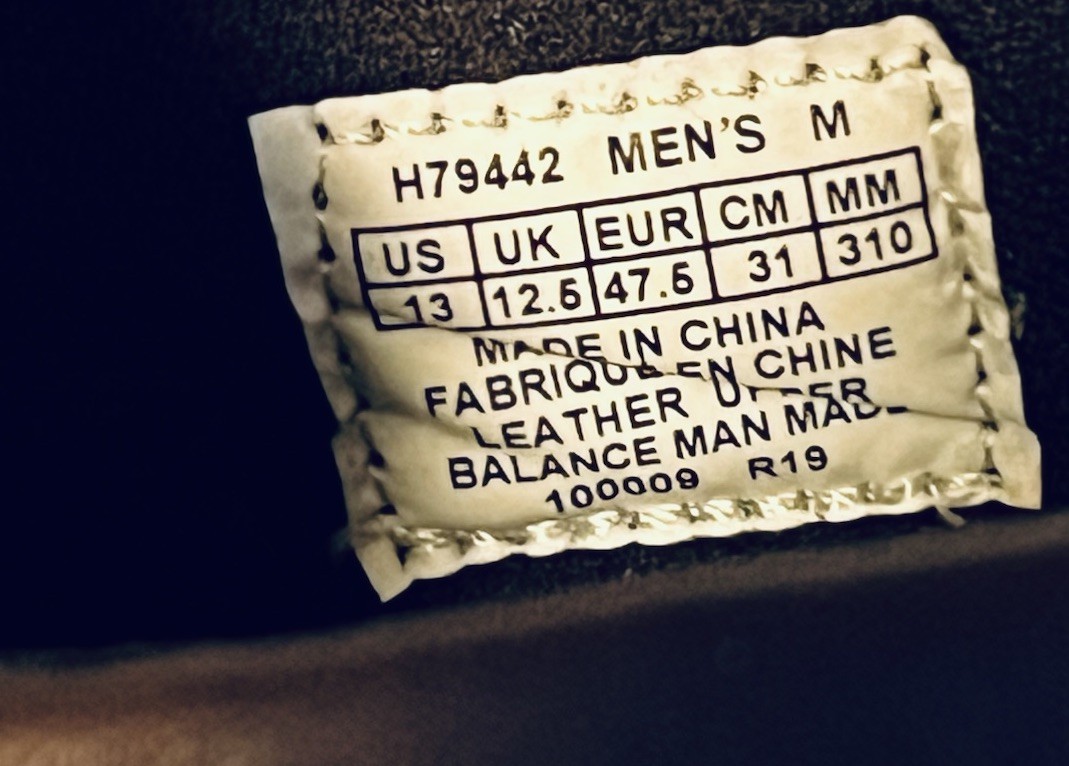 H79442 MEN'S M
US UK EUR CM MM
13 12.5 47.5 31 310
MADE IN CHINA
FABRIQUE EN CHINE
LEATHER UPPER
BALANCE MAN MADE
100009 R19